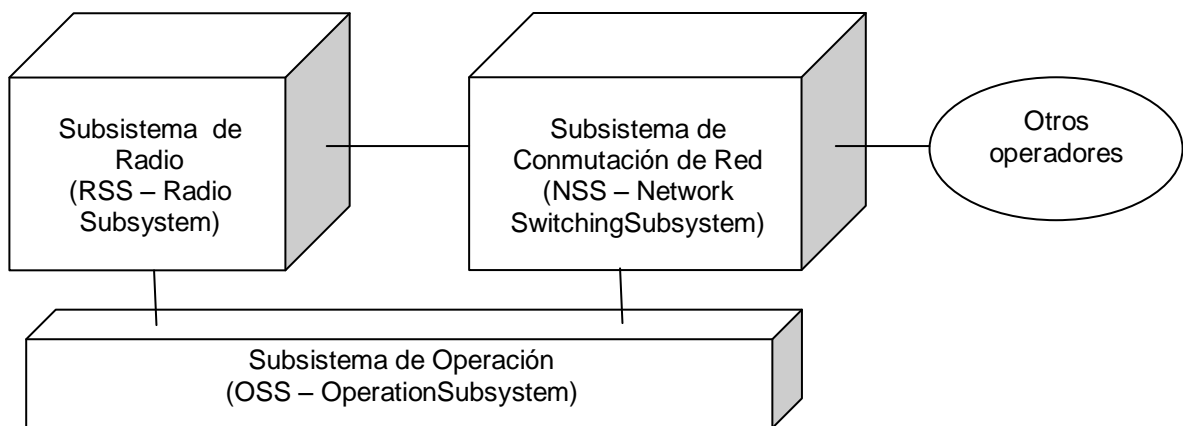 Subsistema de
Radio
(RSS – Radio
Subsystem)
Subsistema de
Conmutación de Red
(NSS – Network
SwitchingSubsystem)
Otros
operadores
Subsistema de Operación
(OSS – OperationSubsystem)